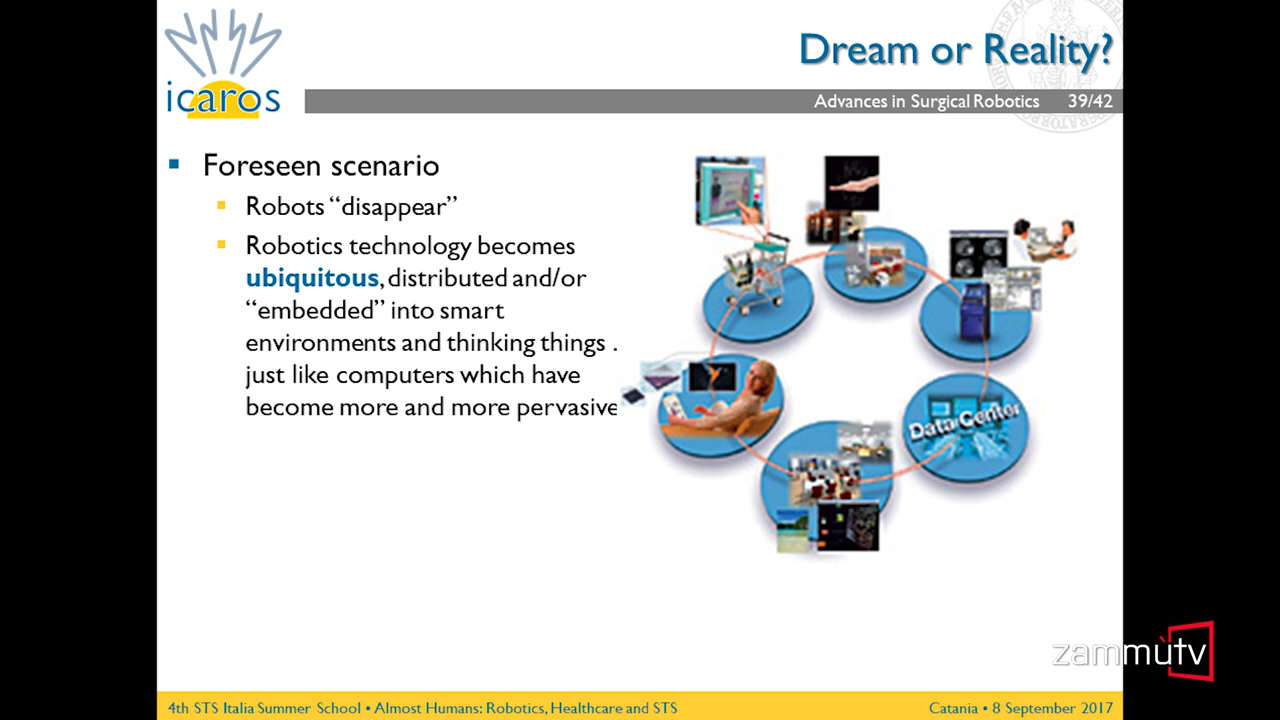 icaros
Dream or Reality?
Advances in Surgical Robotics 39/42
▪ Foreseen scenario
▪ Robots “disappear”
▪ Robotics technology becomes
ubiquitous, distributed and/or
“embedded” into smart
environments and thinking things .
just like computers which have
become more and more pervasive
Data Center
zammùtv
4th STS Italia Summer School • Almost Humans: Robotics, Healthcare and STS
Catania • 8 September 2017